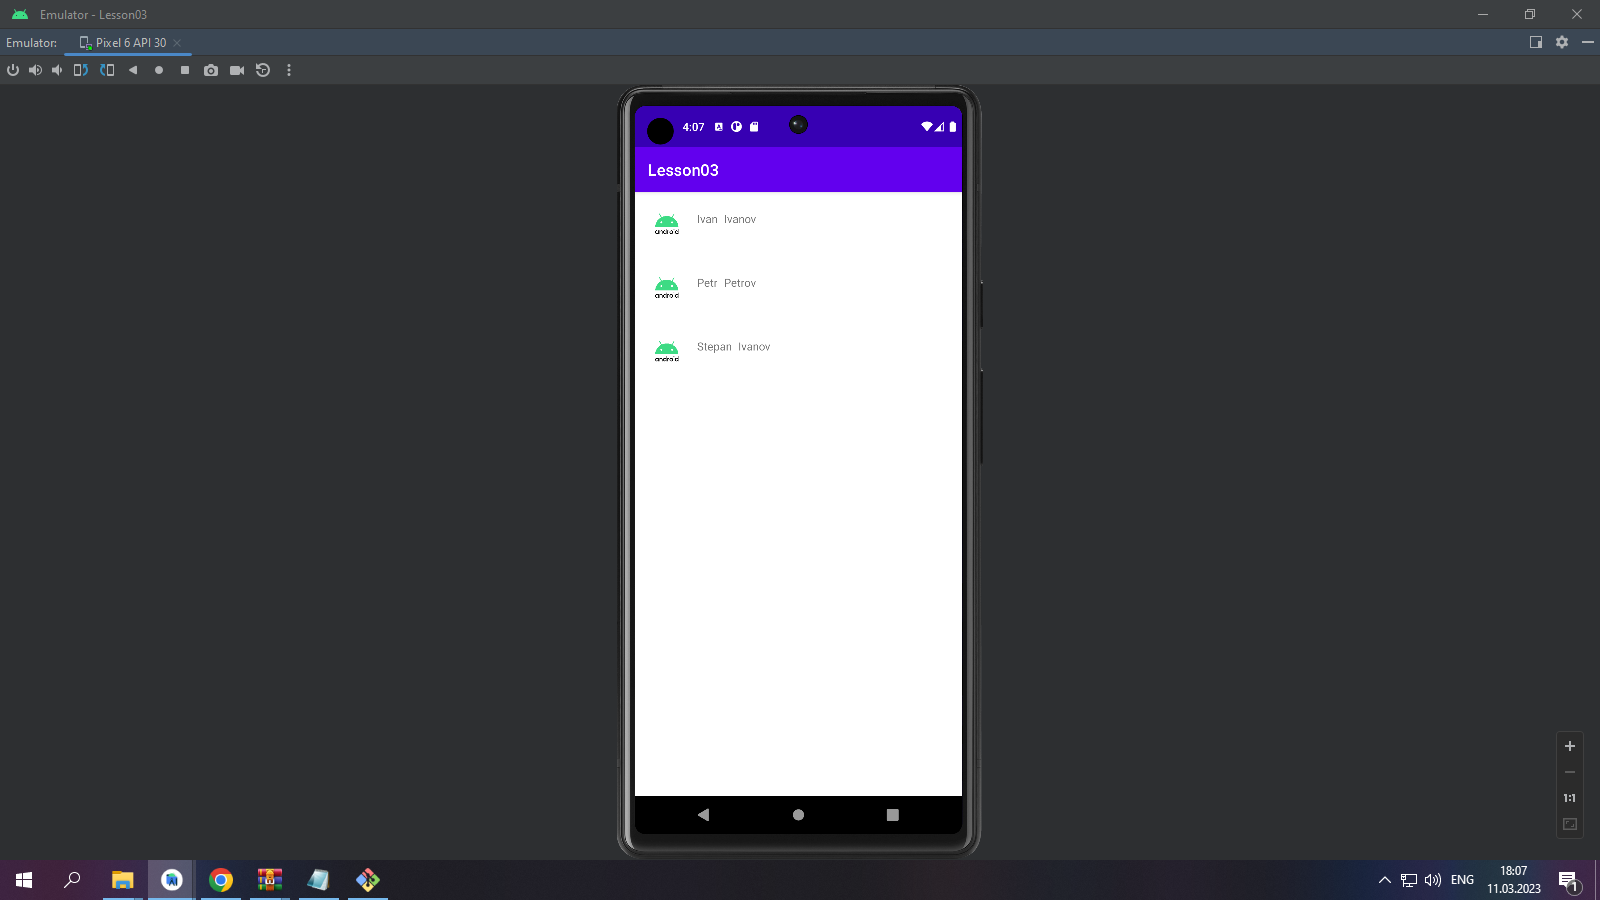 Emulator - Lesson03
Emulator:
Pixel 6 API 30
4:07
Lesson03
android
Ivan Ivanov
android
Petr Petrov
android
Stepan Ivanov
1:1
ENG
18:07
11.03.2023
1